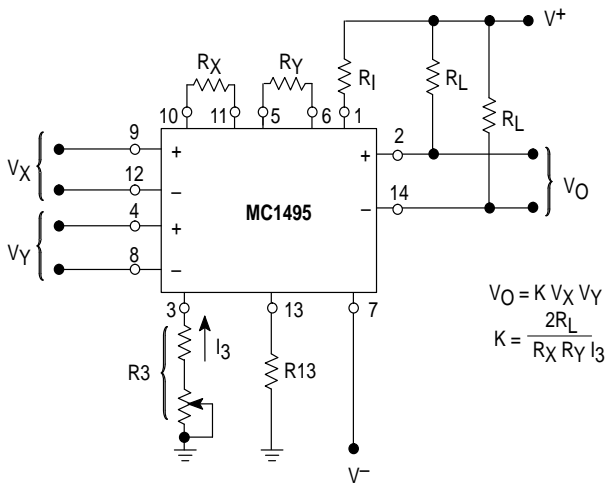 V+
RX
RY
RI
RL
RL
10
11
5
6
1
9
+
2
+
VX
12
–
4
+
MC1495
14
–
VO
VY
8
–
3
13
7
VO = K VX VY
K = 2RL / RX RY I3
I3
R3
R13
V–